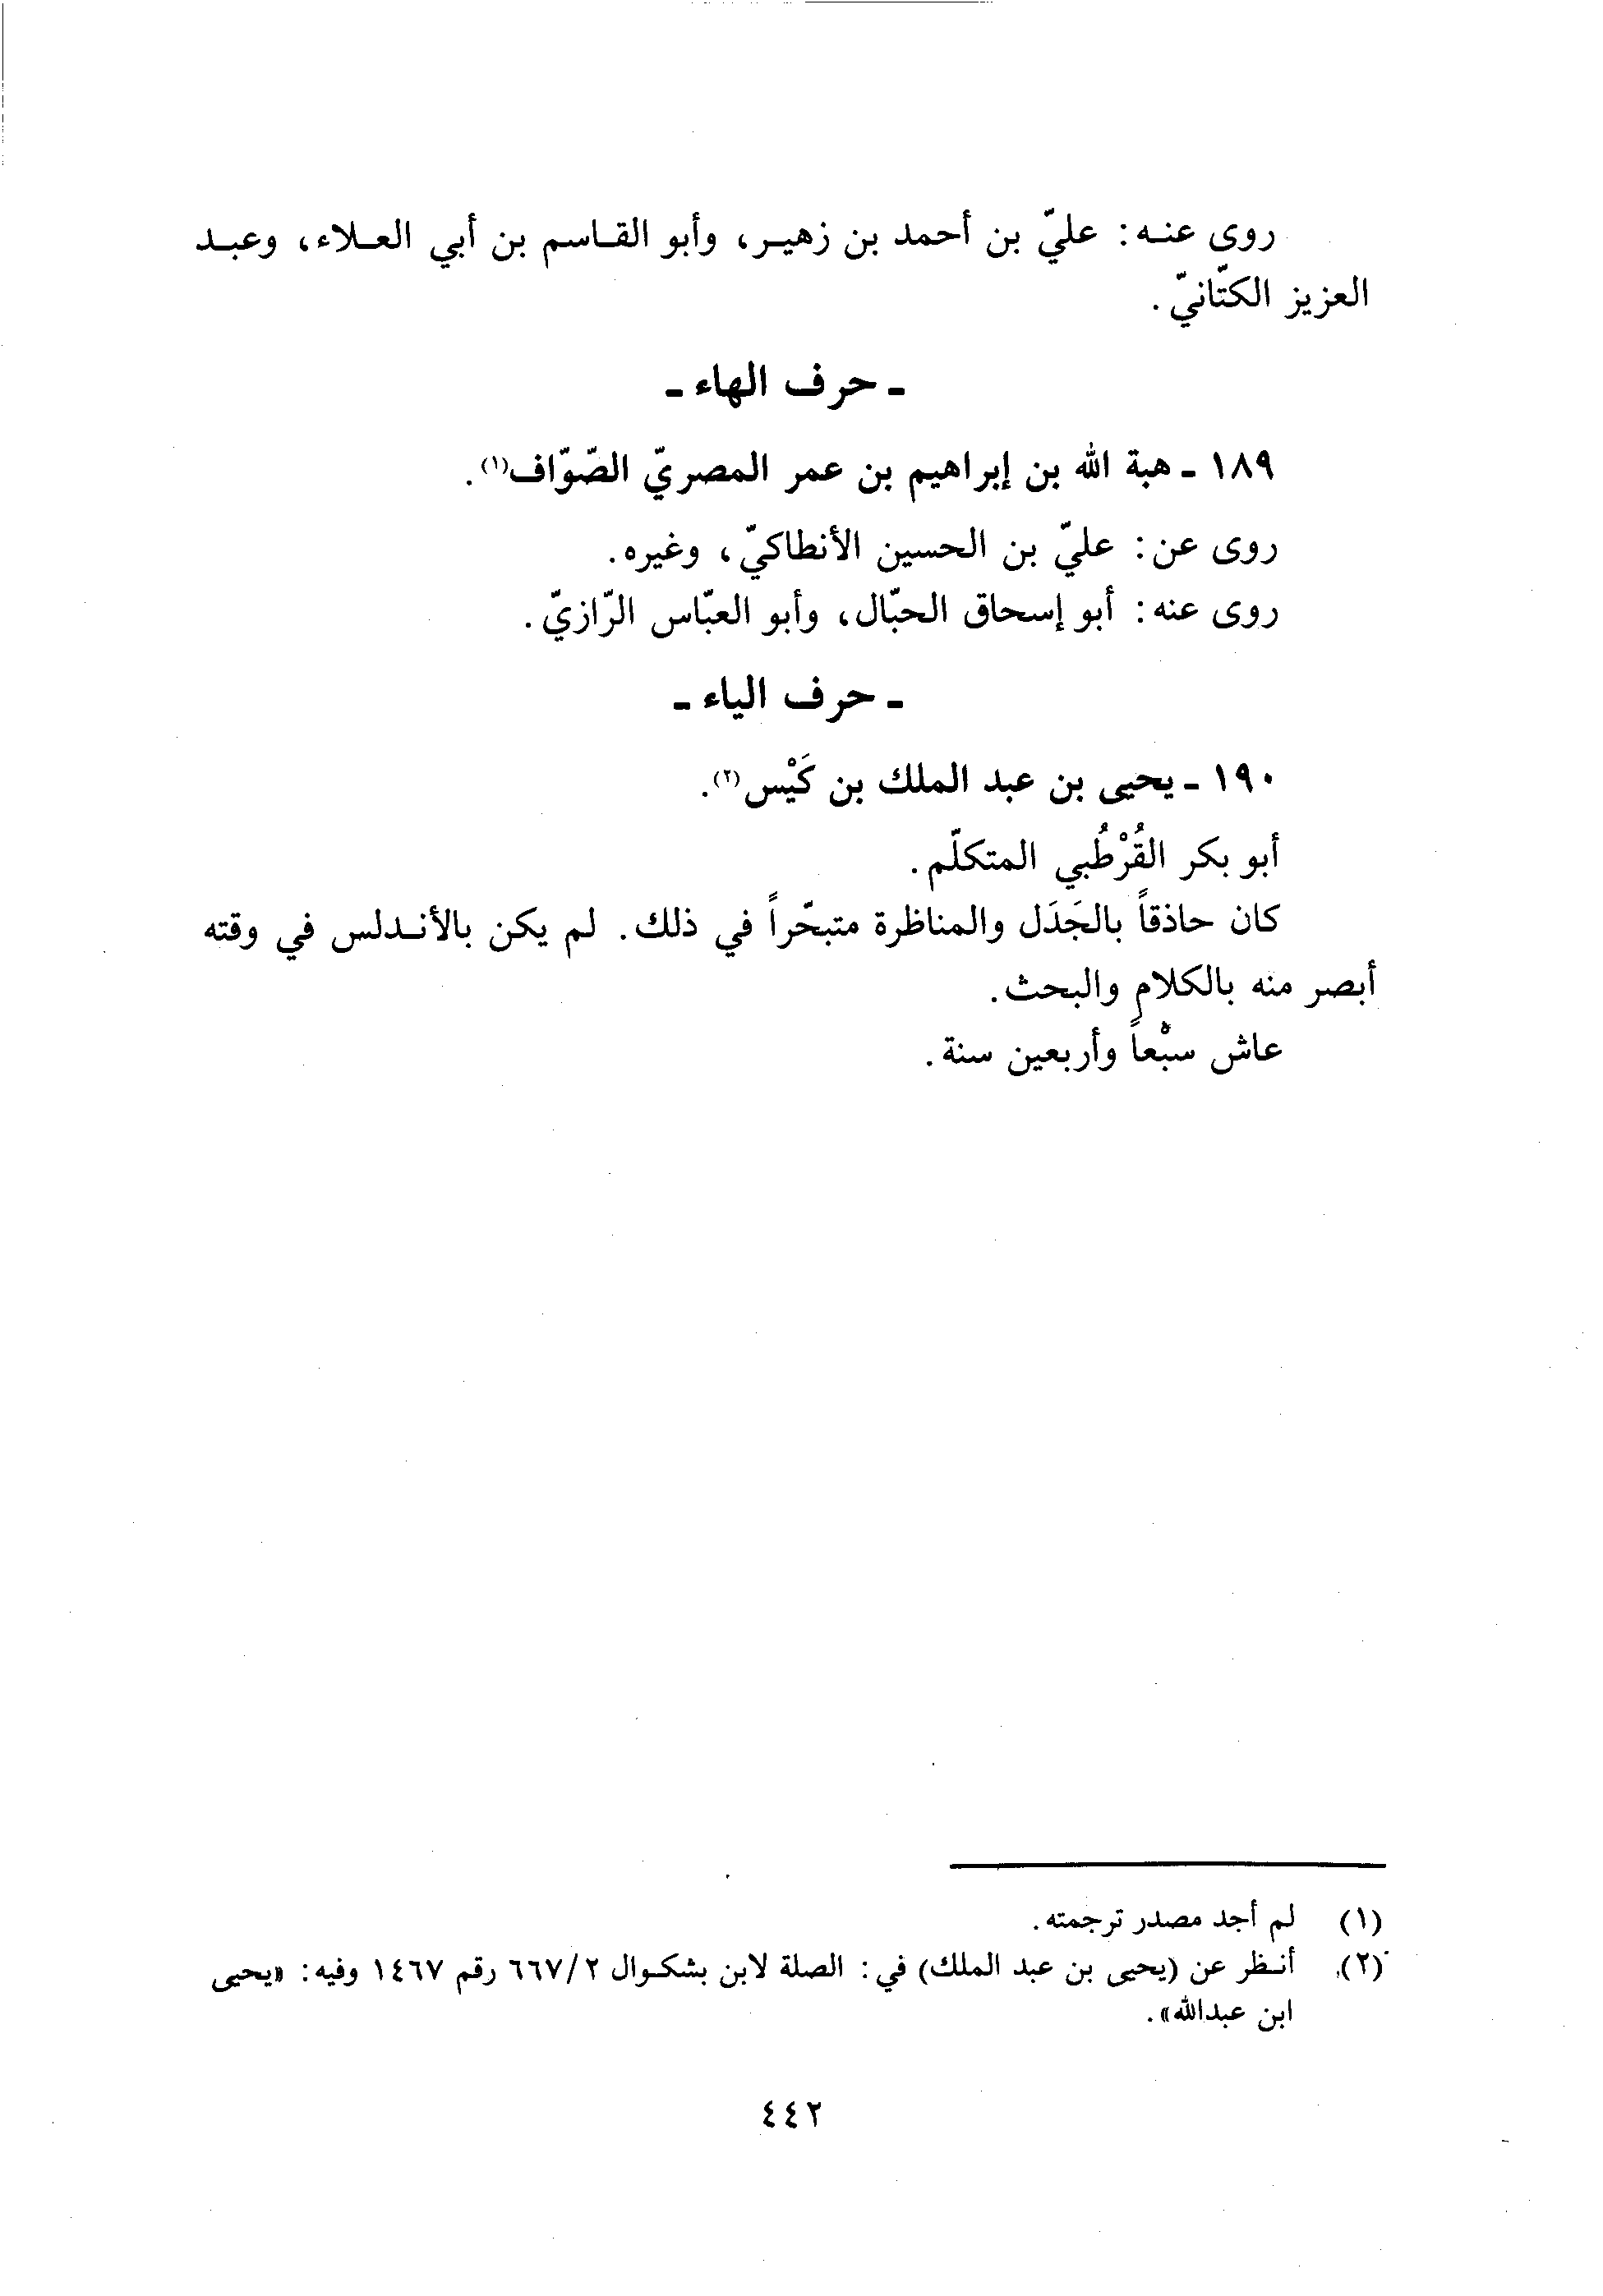 روى عنه: عليّ بن أحمد بن زهير، وأبو القاسم بن أبي العلاء، وعبد
العزيز الكتّانيّ.
ـ حرف الهاء ـ
١٨٩ ـ هبة الله بن إبراهيم بن عمر المصريّ الصّوّاف(١).
روى عن: عليّ بن الحسين الأنطاكيّ، وغيره.
روى عنه: أبو إسحاق الحبّال، وأبو العبّاس الرّازيّ.
ـ حرف الياء ـ
١٩٠ ـ يحيى بن عبد الملك بن كَيْس(٢).
أبو بكر القُرْطُبي المتكلّم.
كان حاذقاً بالجَدَل والمناظرة متبحّراً في ذلك. لم يكن بالأندلس في وقته
أبصر منه بالكلام والبحث.
عاش سبْعاً وأربعين سنة.
(١) لم أجد مصدر ترجمته.
(٢) أنظر عن (يحيى بن عبد الملك) في: الصلة لابن بشكوال ٢/ ٦٦٧ رقم ١٤٦٧ وفيه: «يحيى
ابن عبدالله».
٤٤٢